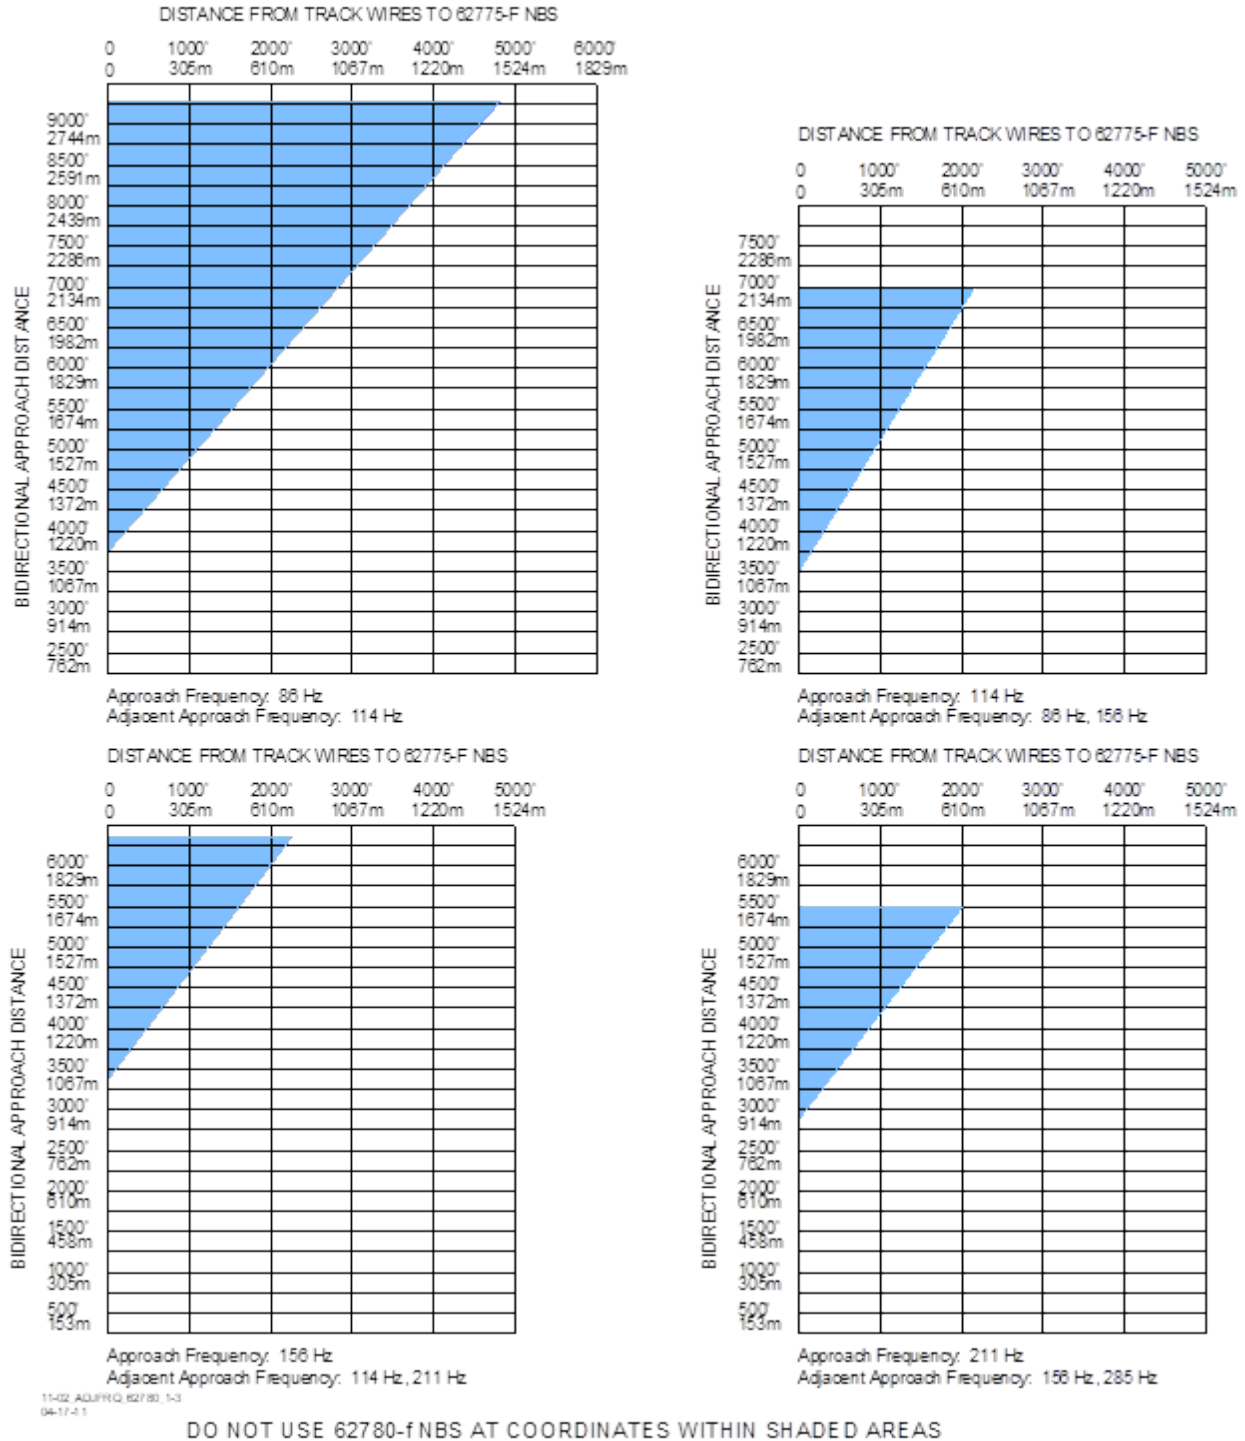 DISTANCE FROM TRACK WIRES TO 62775-F NBS
0 1000' 2000' 3000' 4000' 5000' 6000'
0 305m 610m 1067m 1220m 1524m 1829m
BIDIRECTIONAL APPROACH DISTANCE
9000'
2744m
8500'
2591m
8000'
2439m
7500'
2286m
7000'
2134m
6500'
1982m
6000'
1829m
5500'
1674m
5000'
1527m
4500'
1372m
4000'
1220m
3500'
1067m
3000'
914m
2500'
762m
Approach Frequency: 86 Hz
Adjacent Approach Frequency: 114 Hz
DISTANCE FROM TRACK WIRES TO 62775-F NBS
0 1000' 2000' 3000' 4000' 5000'
0 305m 610m 1067m 1220m 1524m
BIDIRECTIONAL APPROACH DISTANCE
7500'
2286m
7000'
2134m
6500'
1982m
6000'
1829m
5500'
1674m
5000'
1527m
4500'
1372m
4000'
1220m
3500'
1067m
3000'
914m
2500'
762m
Approach Frequency: 114 Hz
Adjacent Approach Frequency: 86 Hz, 156 Hz
DISTANCE FROM TRACK WIRES TO 62775-F NBS
0 1000' 2000' 3000' 4000' 5000'
0 305m 610m 1067m 1220m 1524m
BIDIRECTIONAL APPROACH DISTANCE
6000'
1829m
5500'
1674m
5000'
1527m
4500'
1372m
4000'
1220m
3500'
1067m
3000'
914m
2500'
762m
2000'
610m
1500'
458m
1000'
305m
500'
153m
Approach Frequency: 156 Hz
Adjacent Approach Frequency: 114 Hz, 211 Hz
DISTANCE FROM TRACK WIRES TO 62775-F NBS
0 1000' 2000' 3000' 4000' 5000'
0 305m 610m 1067m 1220m 1524m
BIDIRECTIONAL APPROACH DISTANCE
6000'
1829m
5500'
1674m
5000'
1527m
4500'
1372m
4000'
1220m
3500'
1067m
3000'
914m
2500'
762m
2000'
610m
1500'
458m
1000'
305m
500'
153m
Approach Frequency: 211 Hz
Adjacent Approach Frequency: 156 Hz, 285 Hz
11-02_ADJFRQ_62780_1-3
04-17-11
DO NOT USE 62780-f NBS AT COORDINATES WITHIN SHADED AREAS